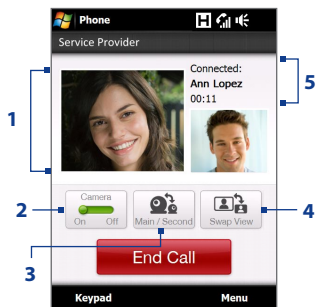 Phone H
Service Provider
Connected:
Ann Lopez
00:11
1
5
Camera
On Off
Main / Second
Swap View
2
3
4
End Call
Keypad Menu